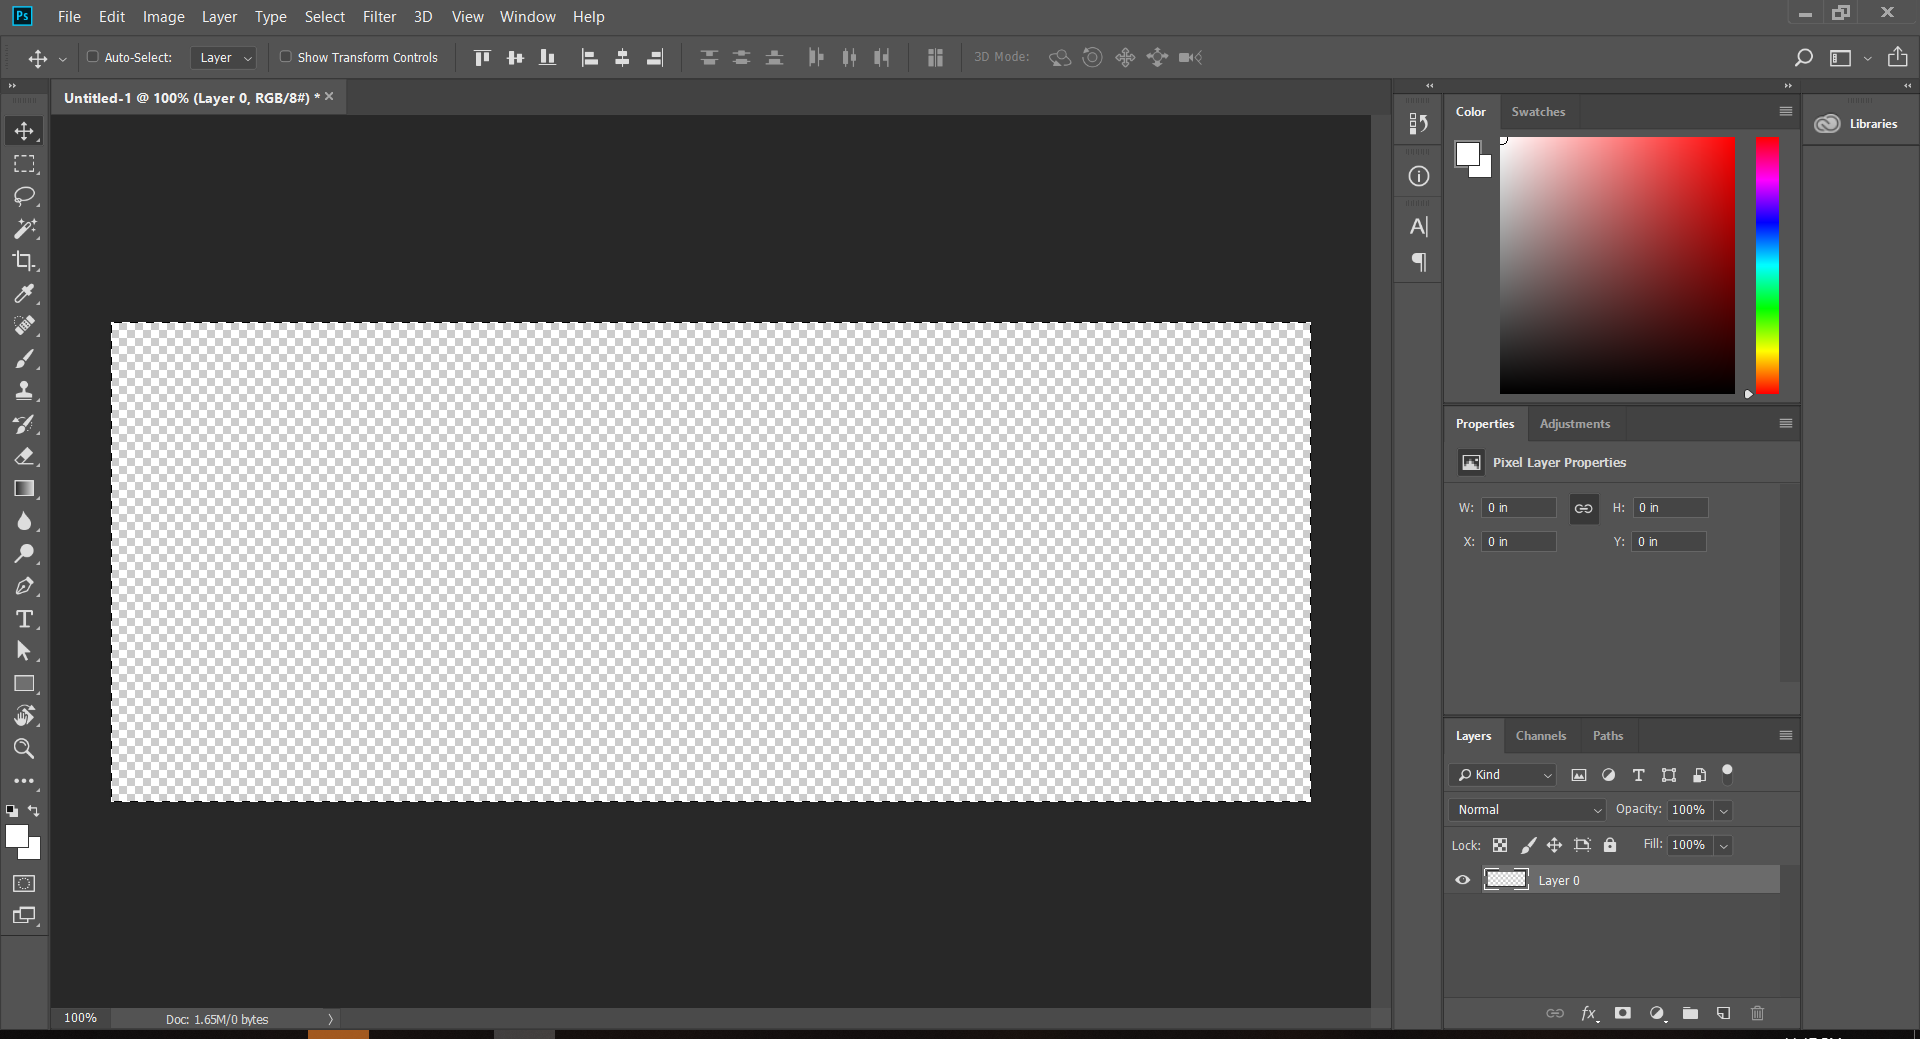 Ps File Edit Image Layer Type Select Filter 3D View Window Help
Auto-Select: Layer Show Transform Controls 3D Mode:
Untitled-1 @ 100% (Layer 0, RGB/8#) * ×
Color Swatches
Libraries
Properties Adjustments
Pixel Layer Properties
W: 0 in H: 0 in
X: 0 in Y: 0 in
Layers Channels Paths
Kind
Normal Opacity: 100%
Lock: Fill: 100%
Layer 0
100% Doc: 1.65M/0 bytes